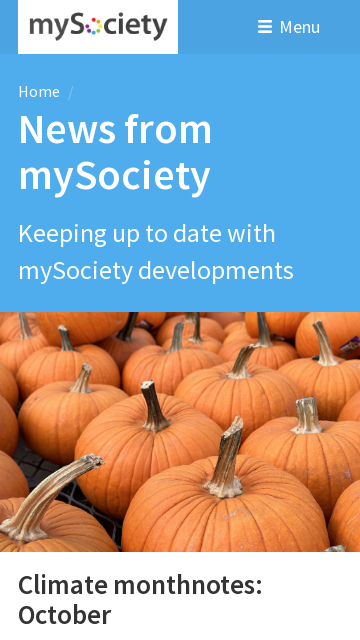 mySociety
Menu
Home /
News from
mySociety
Keeping up to date with
mySociety developments
Climate monthnotes:
October